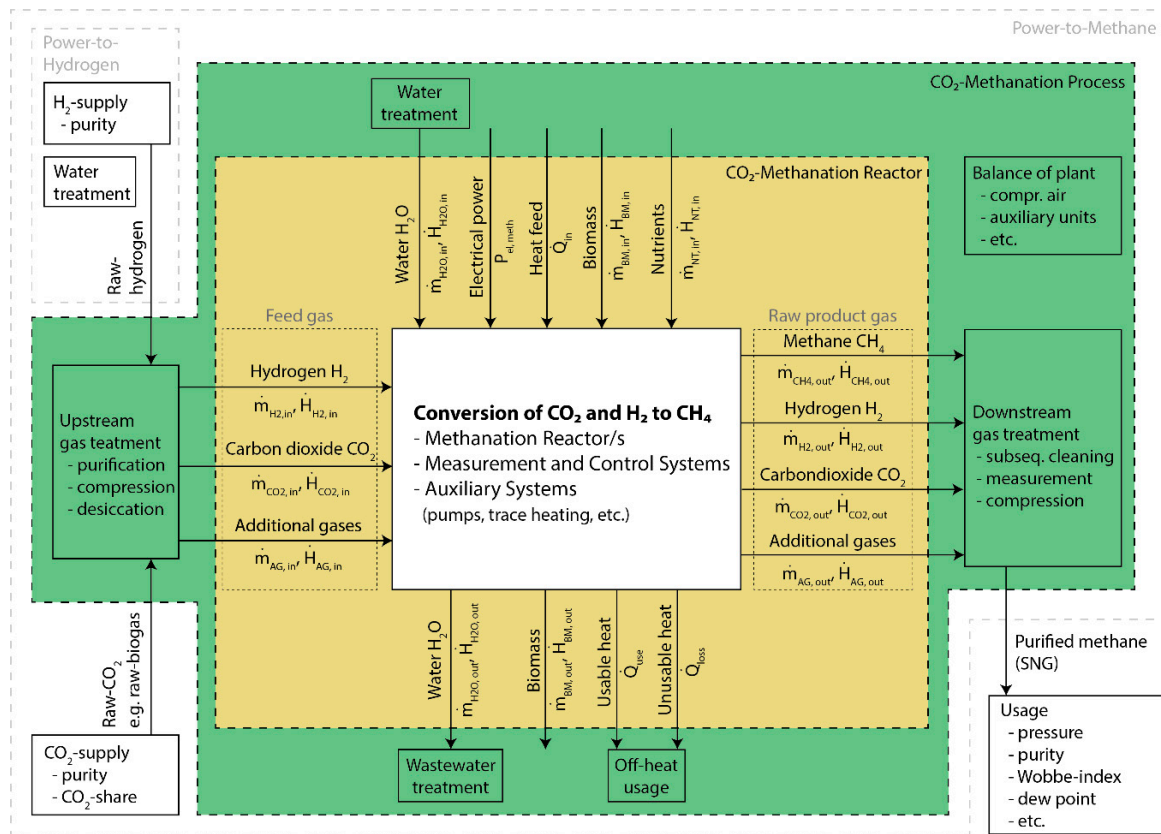 Power-to-Methane
Power-to-
Hydrogen
H₂-supply
- purity
Water
treatment
Raw-
hydrogen
CO₂-Methanation Process
Water
treatment
CO₂-Methanation Reactor
Balance of plant
- compr. air
- auxiliary units
- etc.
Water H₂O
ṁH2O, in, ḢH2O, in
Electrical power
Pel, meth
Heat feed
Q̇in
Biomass
ṁBM, in, ḢBM, in
Nutrients
ṁNT, in, ḢNT, in
Feed gas
Hydrogen H₂
ṁH2,in, ḢH2, in
Carbon dioxide CO₂
ṁCO2, in, ḢCO2, in
Additional gases
ṁAG, in, ḢAG, in
Upstream
gas teatment
- purification
- compression
- desiccation
Conversion of CO₂ and H₂ to CH₄
- Methanation Reactor/s
- Measurement and Control Systems
- Auxiliary Systems
(pumps, trace heating, etc.)
Raw product gas
Methane CH₄
ṁCH4, out, ḢCH4, out
Hydrogen H₂
ṁH2, out, ḢH2, out
Carbondioxide CO₂
ṁCO2, out, ḢCO2, out
Additional gases
ṁAG, out, ḢAG, out
Downstream
gas treatment
- subseq. cleaning
- measurement
- compression
Water H₂O
ṁH2O, out, ḢH2O, out
Biomass
ṁBM, out, ḢBM, out
Usable heat
Q̇use
Unusable heat
Q̇loss
Raw-CO₂
e.g. raw-biogas
CO₂-supply
- purity
- CO₂-share
Wastewater
treatment
Off-heat
usage
Purified methane
(SNG)
Usage
- pressure
- purity
- Wobbe-index
- dew point
- etc.